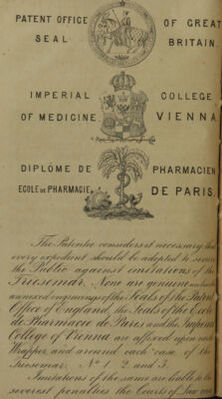 PATENT OFFICE OF GREAT
SEAL BRITAIN.
IMPERIAL COLLEGE
OF MEDICINE VIENNA
DIPLÔME DE PHARMACIEN
ECOLE DE PHARMACIE DE PARIS.
The Patentee considers it necessary that
every expedient should be adopted to secure
the Public against imitations of the
Triesemar. None are genuine unless the
annexed engravings of the Seals of the Patent
Office of England, the Seals of the Ecole
de Pharmacie de Paris and the Imperial
College of Vienna are affixed upon each
Wrapper and around each case of the
Triesemar, Nº 1, 2, and 3.
Imitations of the same are liable to the
severest penalties the Courts of Law can